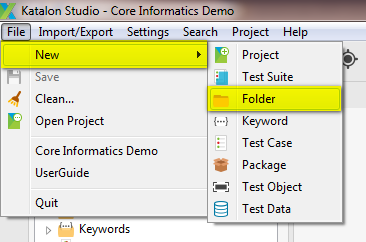 Katalon Studio - Core Informatics Demo
File Import/Export Settings Search Project Help
New
Save
Clean...
Open Project
Core Informatics Demo
UserGuide
Quit
Project
Test Suite
Folder
Keyword
Test Case
Package
Test Object
Test Data
Keywords